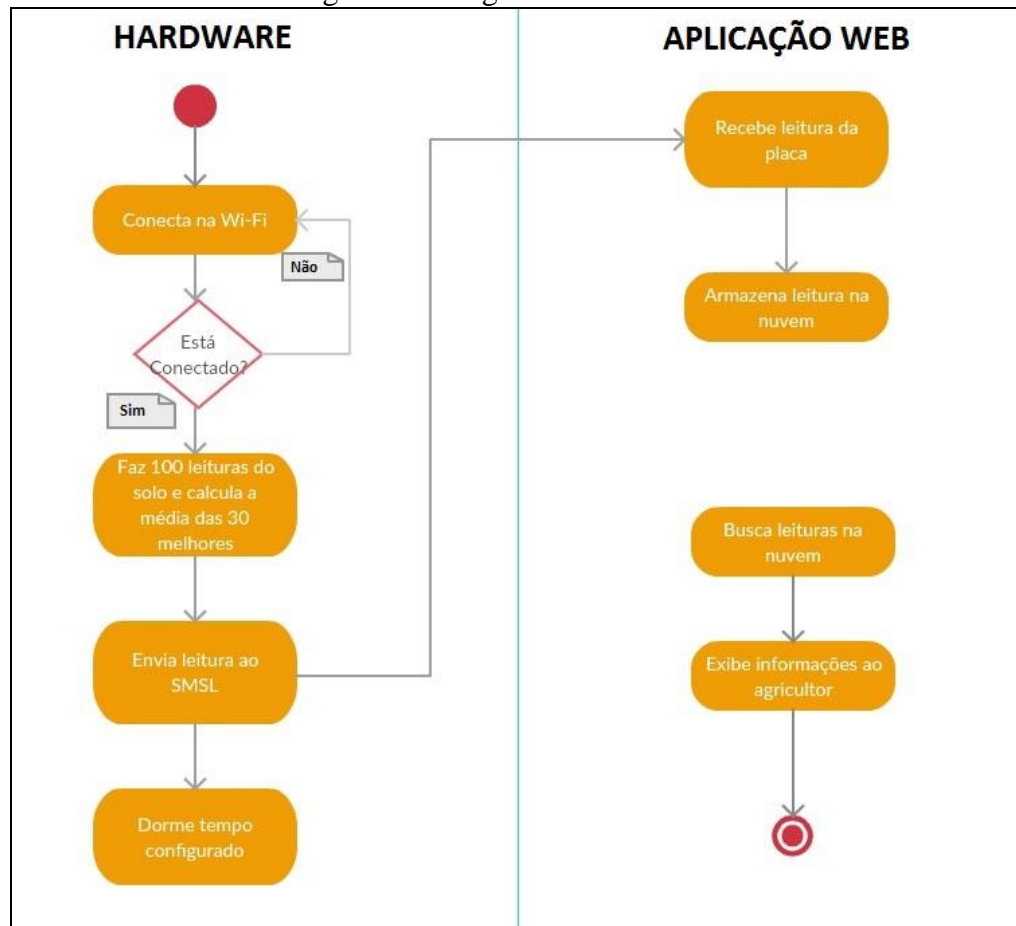 HARDWARE
Conecta na Wi-Fi
Não
Está
Conectado?
Sim
Faz 100 leituras do
solo e calcula a
média das 30
melhores
Envia leitura ao
SMSL
Dorme tempo
configurado
APLICAÇÃO WEB
Recebe leitura da
placa
Armazena leitura na
nuvem
Busca leituras na
nuvem
Exibe informações ao
agricultor